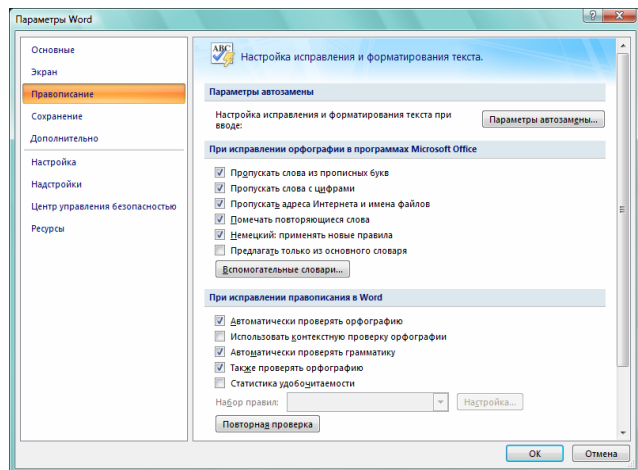 Параметры Word
Основные
Экран
Правописание
Сохранение
Дополнительно
Настройка
Надстройки
Центр управления безопасностью
Ресурсы
ABC
Настройка исправления и форматирования текста.
Параметры автозамены
Настройка исправления и форматирования текста при
вводе:
Параметры автозамены...
При исправлении орфографии в программах Microsoft Office
Пропускать слова из прописных букв
Пропускать слова с цифрами
Пропускать адреса Интернета и имена файлов
Помечать повторяющиеся слова
Немецкий: применять новые правила
Предлагать только из основного словаря
Вспомогательные словари...
При исправлении правописания в Word
Автоматически проверять орфографию
Использовать контекстную проверку орфографии
Автоматически проверять грамматику
Также проверять орфографию
Статистика удобочитаемости
Набор правил:
Настройка...
Повторная проверка
ОК
Отмена